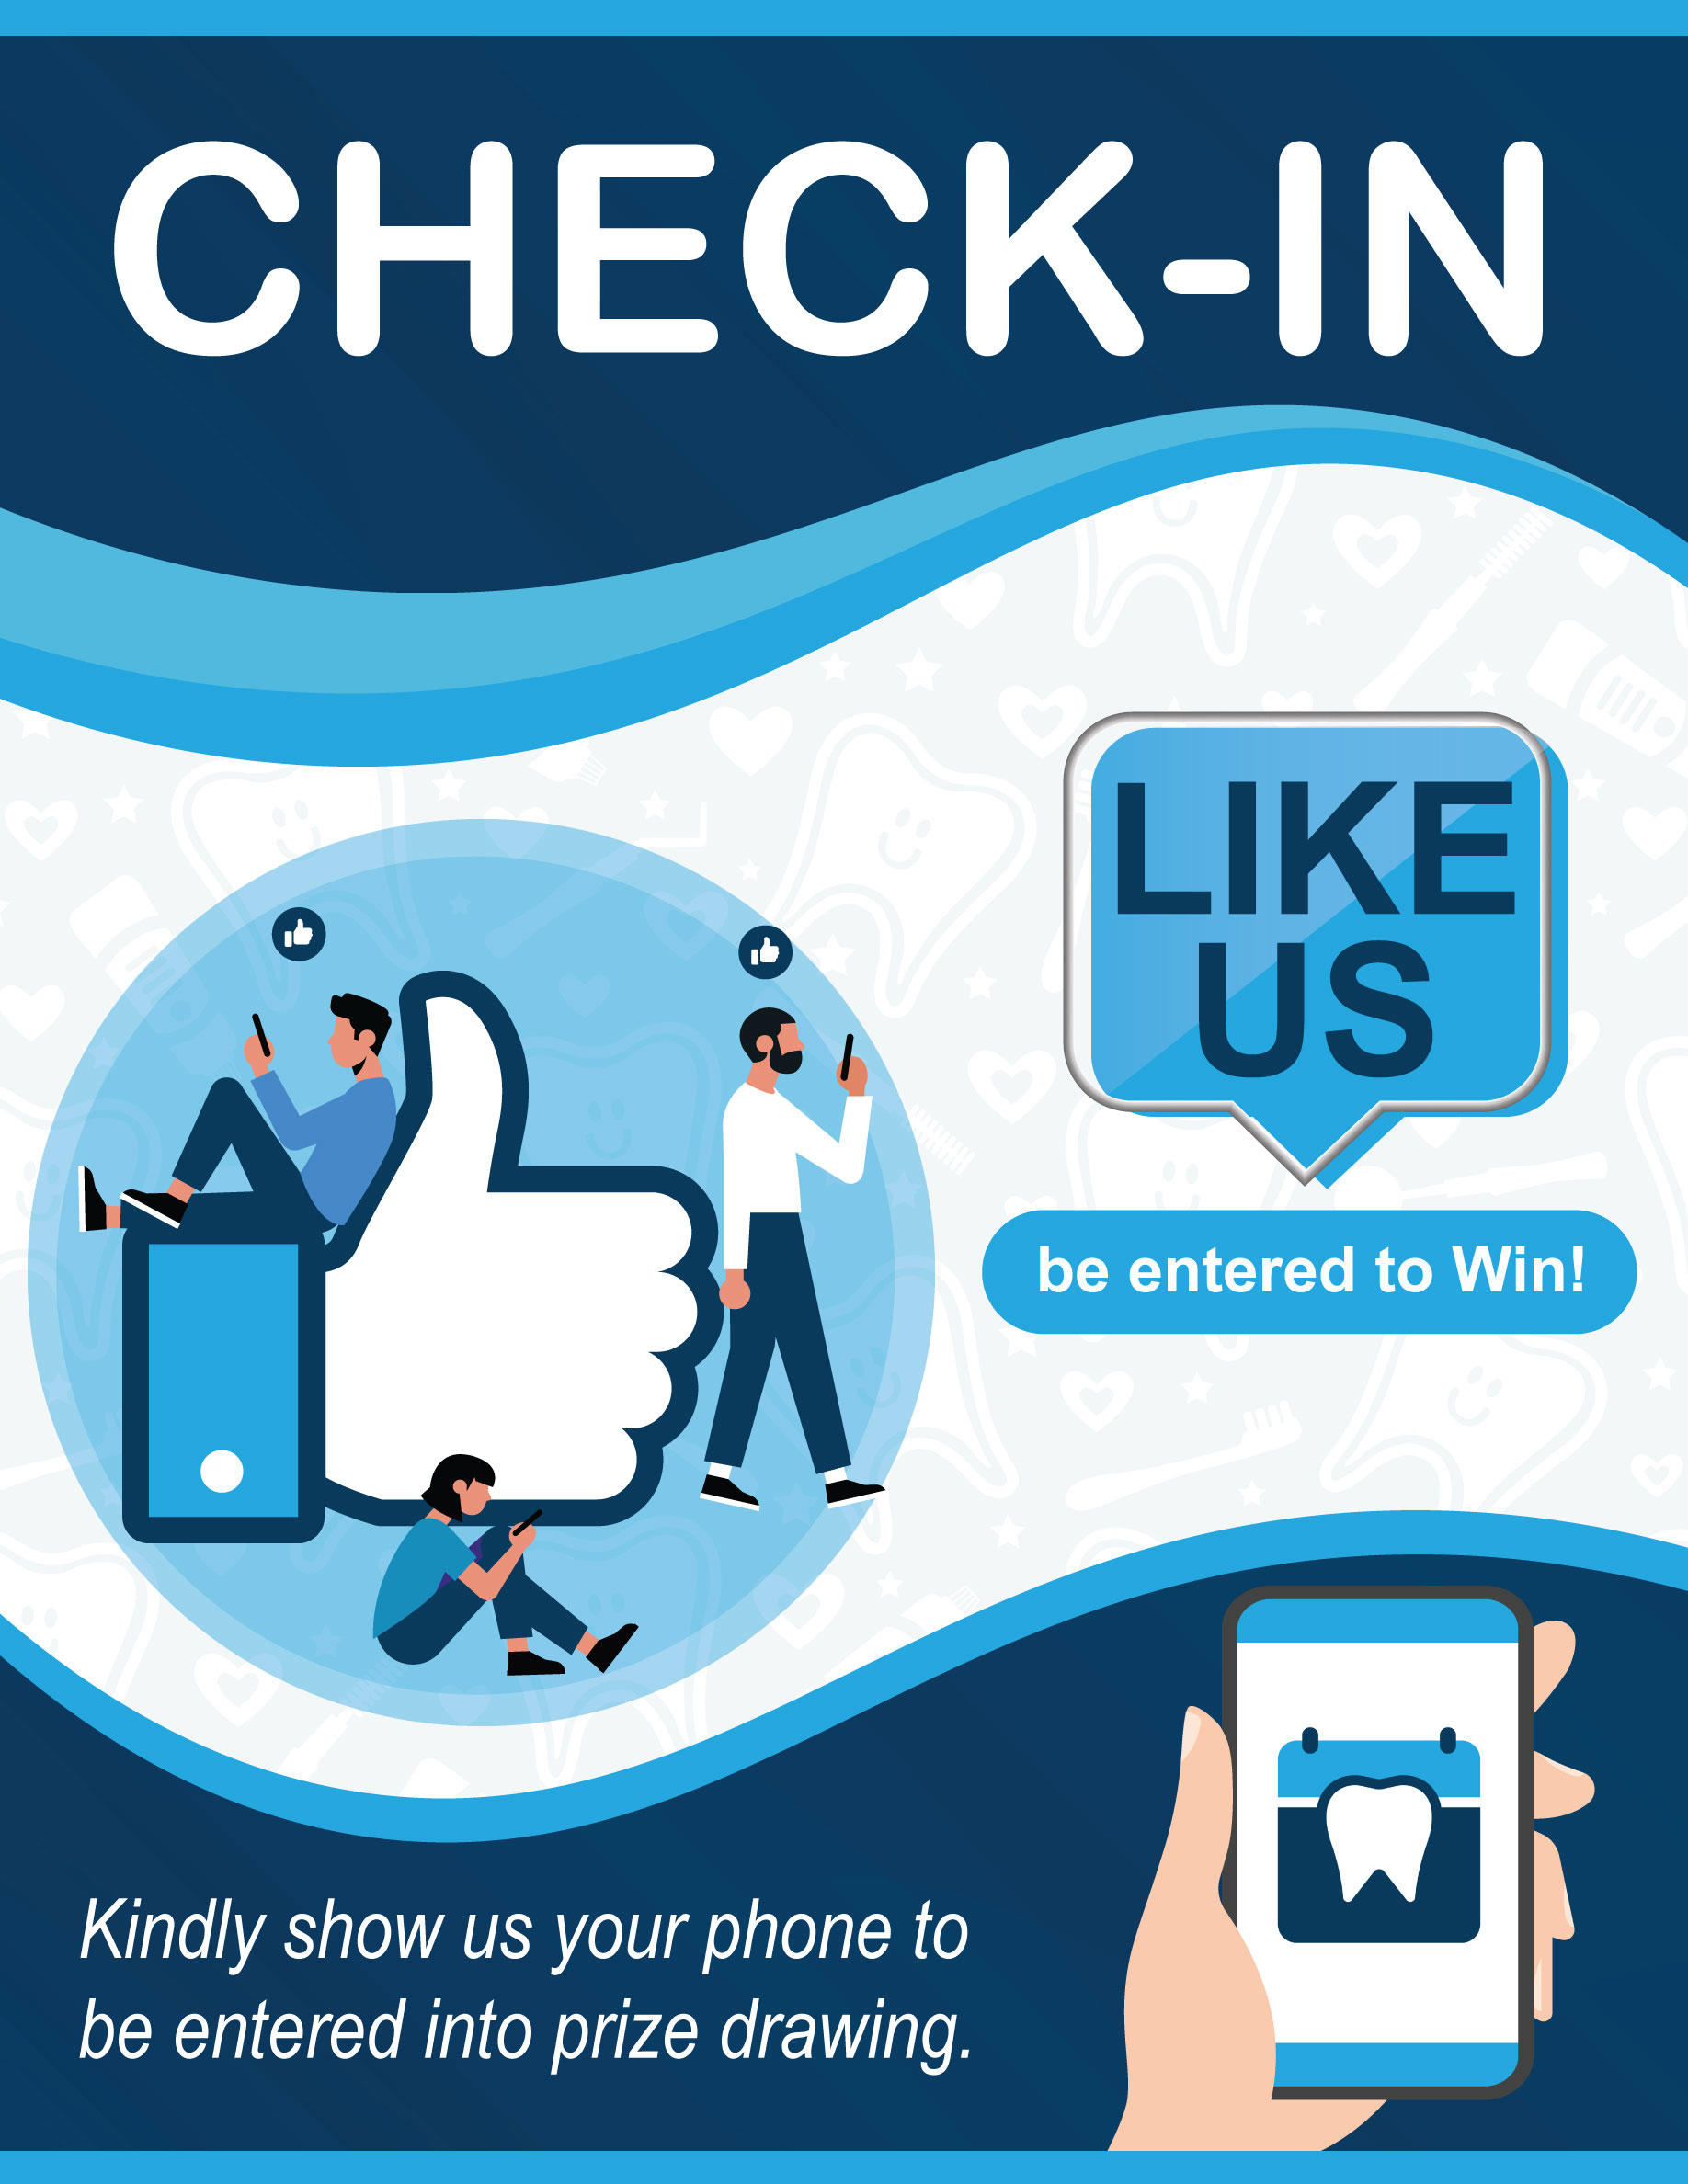 CHECK-IN
LIKE
US
be entered to Win!
Kindly show us your phone to
be entered into prize drawing.